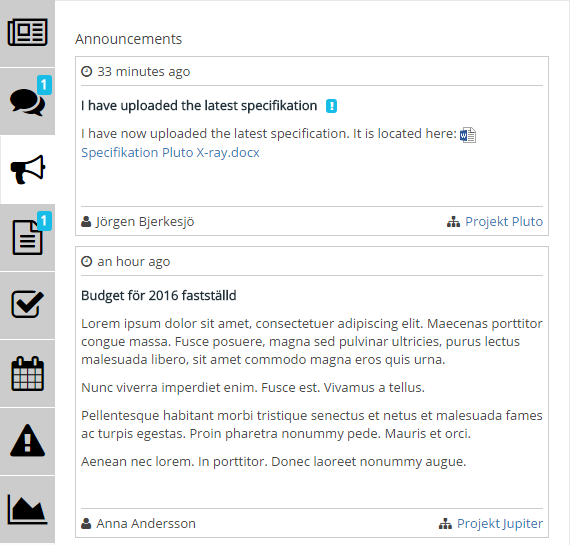 1
1
Announcements
33 minutes ago
I have uploaded the latest specifikation !
I have now uploaded the latest specification. It is located here:
Specifikation Pluto X-ray.docx
Jörgen Bjerkesjö Projekt Pluto
an hour ago
Budget för 2016 fastställd
Lorem ipsum dolor sit amet, consectetuer adipiscing elit. Maecenas porttitor
congue massa. Fusce posuere, magna sed pulvinar ultricies, purus lectus
malesuada libero, sit amet commodo magna eros quis urna.
Nunc viverra imperdiet enim. Fusce est. Vivamus a tellus.
Pellentesque habitant morbi tristique senectus et netus et malesuada fames
ac turpis egestas. Proin pharetra nonummy pede. Mauris et orci.
Aenean nec lorem. In porttitor. Donec laoreet nonummy augue.
Anna Andersson Projekt Jupiter